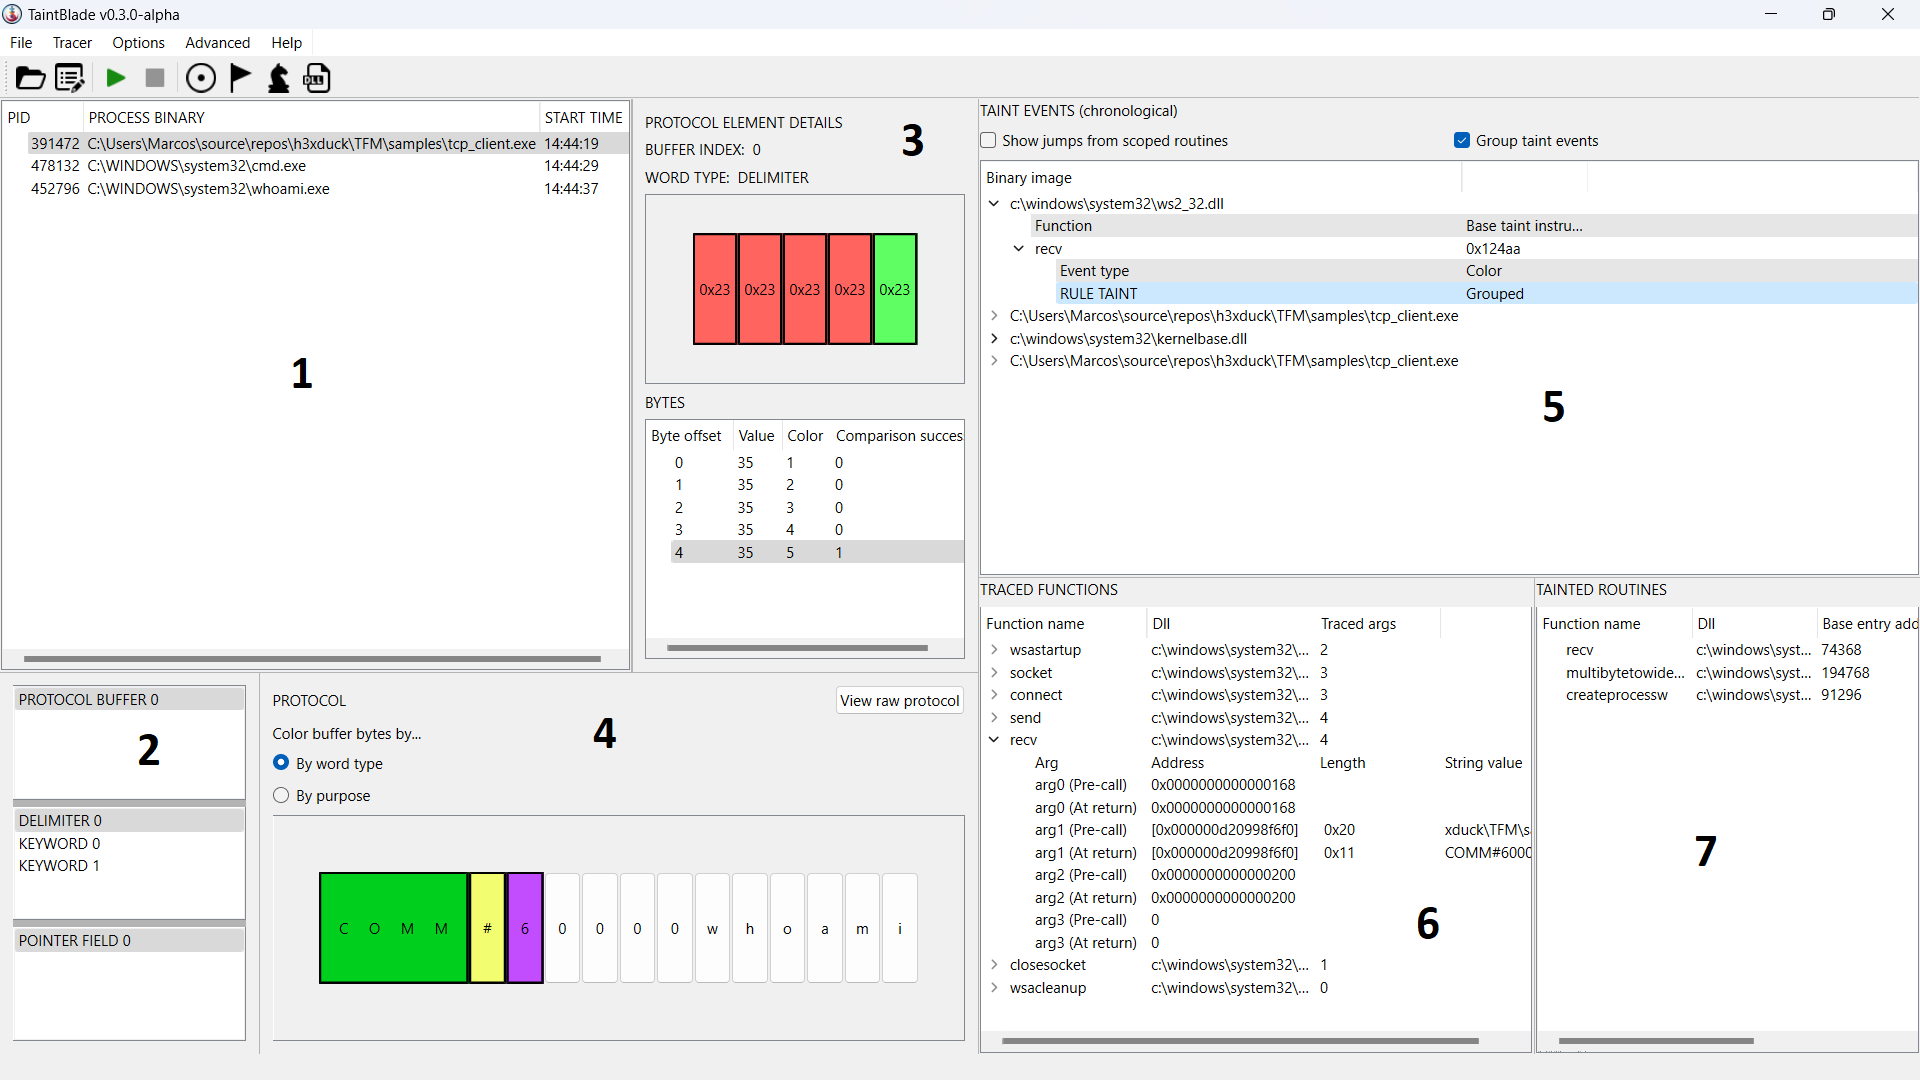 TaintBlade v0.3.0-alpha
File Tracer Options Advanced Help
DLL
PID PROCESS BINARY START TIME
391472 C:\Users\Marcos\source\repos\h3xduck\TFM\samples\tcp_client.exe 14:44:19
478132 C:\WINDOWS\system32\cmd.exe 14:44:29
452796 C:\WINDOWS\system32\whoami.exe 14:44:37
1
PROTOCOL ELEMENT DETAILS
3
BUFFER INDEX: 0
WORD TYPE: DELIMITER
0x23 0x23 0x23 0x23 0x23
BYTES
Byte offset Value Color Comparison succes
0 35 1 0
1 35 2 0
2 35 3 0
3 35 4 0
4 35 5 1
TAINT EVENTS (chronological)
Show jumps from scoped routines Group taint events
Binary image
c:\windows\system32\ws2_32.dll
Function Base taint instru...
recv 0x124aa
Event type Color
RULE TAINT Grouped
C:\Users\Marcos\source\repos\h3xduck\TFM\samples\tcp_client.exe
c:\windows\system32\kernelbase.dll
C:\Users\Marcos\source\repos\h3xduck\TFM\samples\tcp_client.exe
5
PROTOCOL BUFFER 0
2
DELIMITER 0
KEYWORD 0
KEYWORD 1
POINTER FIELD 0
PROTOCOL View raw protocol
Color buffer bytes by...
4
By word type
By purpose
C O M M # 6 0 0 0 0 w h o a m i
TRACED FUNCTIONS
Function name Dll Traced args
wsastartup c:\windows\system32\... 2
socket c:\windows\system32\... 3
connect c:\windows\system32\... 3
send c:\windows\system32\... 4
recv c:\windows\system32\... 4
Arg Address Length String value
arg0 (Pre-call) 0x0000000000000168
arg0 (At return) 0x0000000000000168
arg1 (Pre-call) [0x000000d20998f6f0] 0x20 xduck\TFM\s
arg1 (At return) [0x000000d20998f6f0] 0x11 COMM#6000
arg2 (Pre-call) 0x0000000000000200
arg2 (At return) 0x0000000000000200
arg3 (Pre-call) 0
arg3 (At return) 0
closesocket c:\windows\system32\... 1
wsacleanup c:\windows\system32\... 0
6
TAINTED ROUTINES
Function name Dll Base entry add
recv c:\windows\syst... 74368
multibytetowide... c:\windows\syst... 194768
createprocessw c:\windows\syst... 91296
7